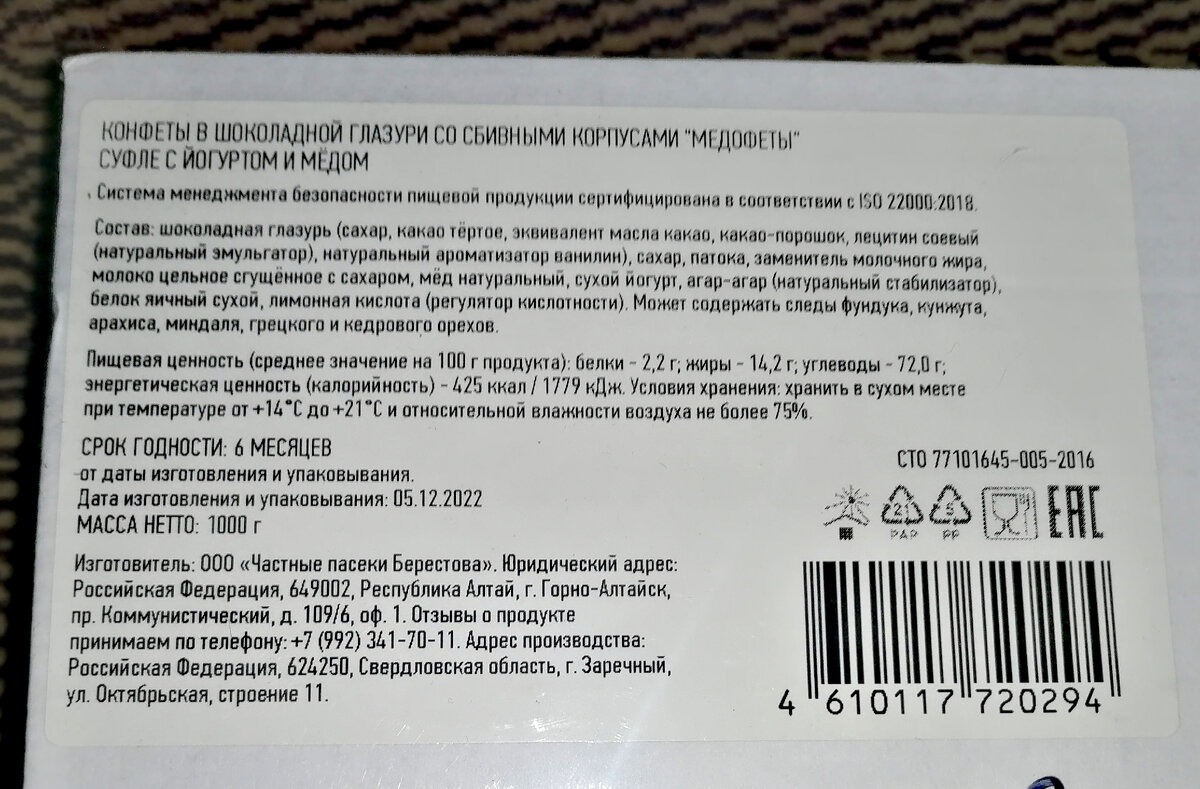 КОНФЕТЫ В ШОКОЛАДНОЙ ГЛАЗУРИ СО СБИВНЫМИ КОРПУСАМИ "МЕДОФЕТЫ"
СУФЛЕ С ЙОГУРТОМ И МЁДОМ
Система менеджмента безопасности пищевой продукции сертифицирована в соответствии с ISO 22000:2018.
Состав: шоколадная глазурь (сахар, какао тёртое, эквивалент масла какао, какао-порошок, лецитин соевый
(натуральный эмульгатор), натуральный ароматизатор ванилин), сахар, патока, заменитель молочного жира,
молоко цельное сгущённое с сахаром, мёд натуральный, сухой йогурт, агар-агар (натуральный стабилизатор),
белок яичный сухой, лимонная кислота (регулятор кислотности). Может содержать следы фундука, кунжута,
арахиса, миндаля, грецкого и кедрового орехов.
Пищевая ценность (среднее значение на 100 г продукта): белки - 2,2 г; жиры - 14,2 г; углеводы - 72,0 г;
энергетическая ценность (калорийность) - 425 ккал / 1779 кДж. Условия хранения: хранить в сухом месте
при температуре от +14°С до +21°С и относительной влажности воздуха не более 75%.
СРОК ГОДНОСТИ: 6 МЕСЯЦЕВ
от даты изготовления и упаковывания.
Дата изготовления и упаковывания: 05.12.2022
МАССА НЕТТО: 1000 г
СТО 77101645-005-2016
21 5
PAP PP
EAC
Изготовитель: ООО «Частные пасеки Берестова». Юридический адрес:
Российская Федерация, 649002, Республика Алтай, г. Горно-Алтайск,
пр. Коммунистический, д. 109/6, оф. 1. Отзывы о продукте
принимаем по телефону: +7 (992) 341-70-11. Адрес производства:
Российская Федерация, 624250, Свердловская область, г. Заречный,
ул. Октябрьская, строение 11.
4 610117 720294